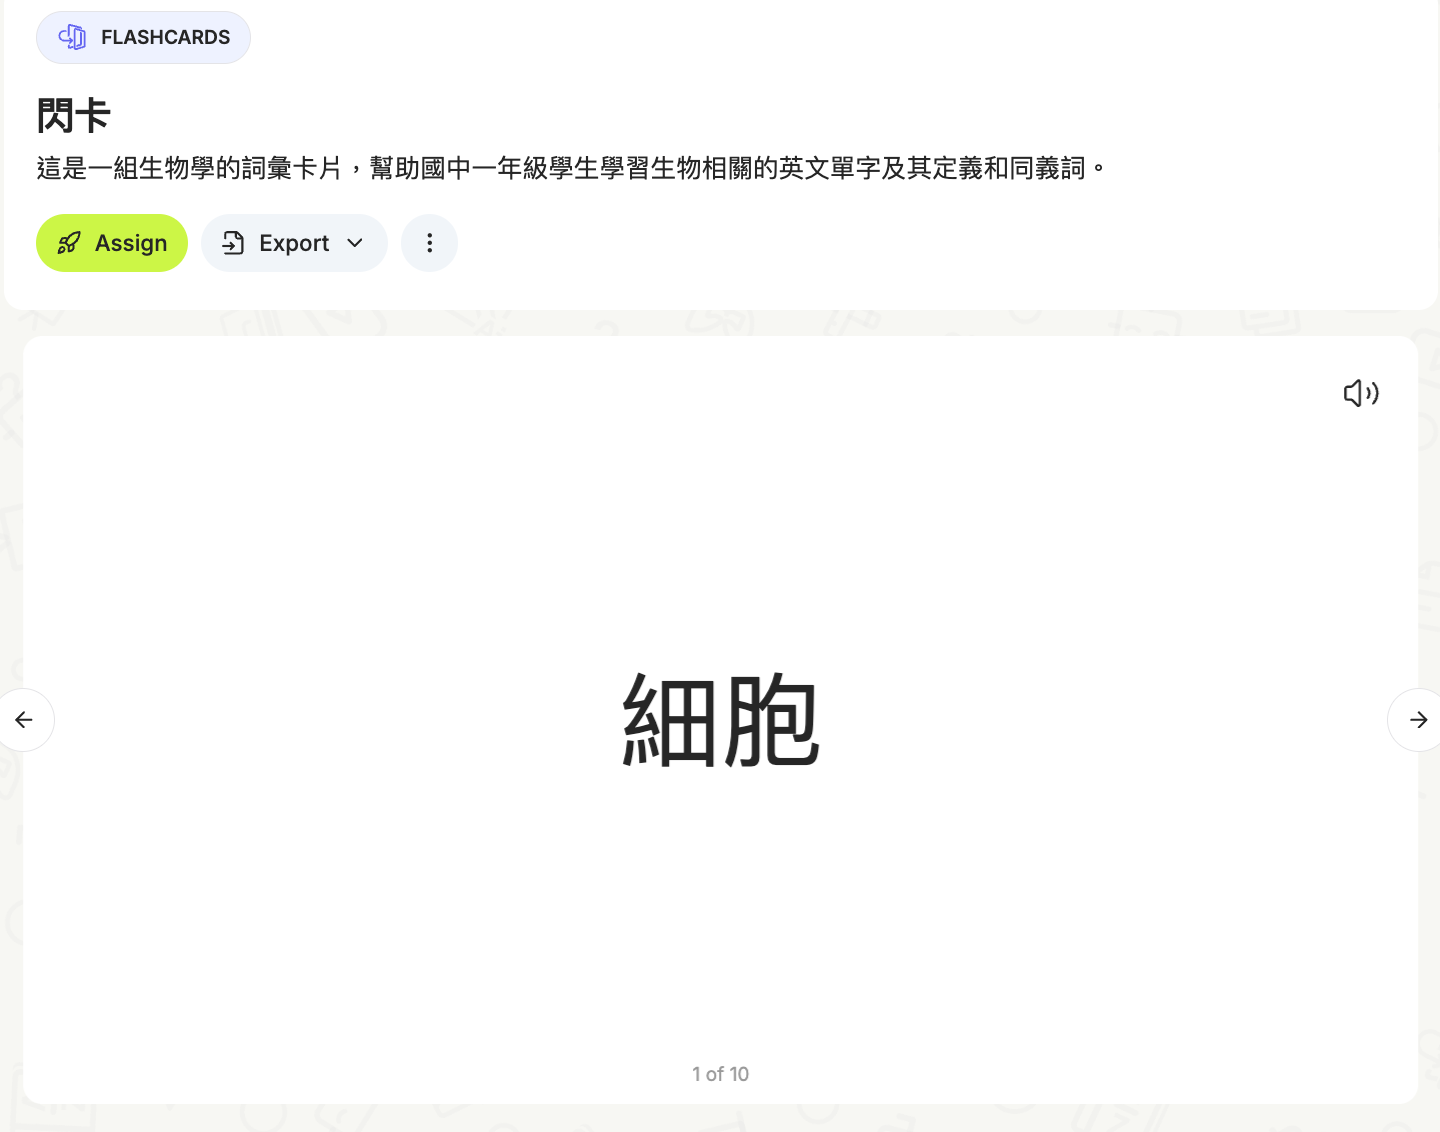 FLASHCARDS
閃卡
這是一組生物學的詞彙卡片，幫助國中一年級學生學習生物相關的英文單字及其定義和同義詞。
Assign
Export
細胞
1 of 10